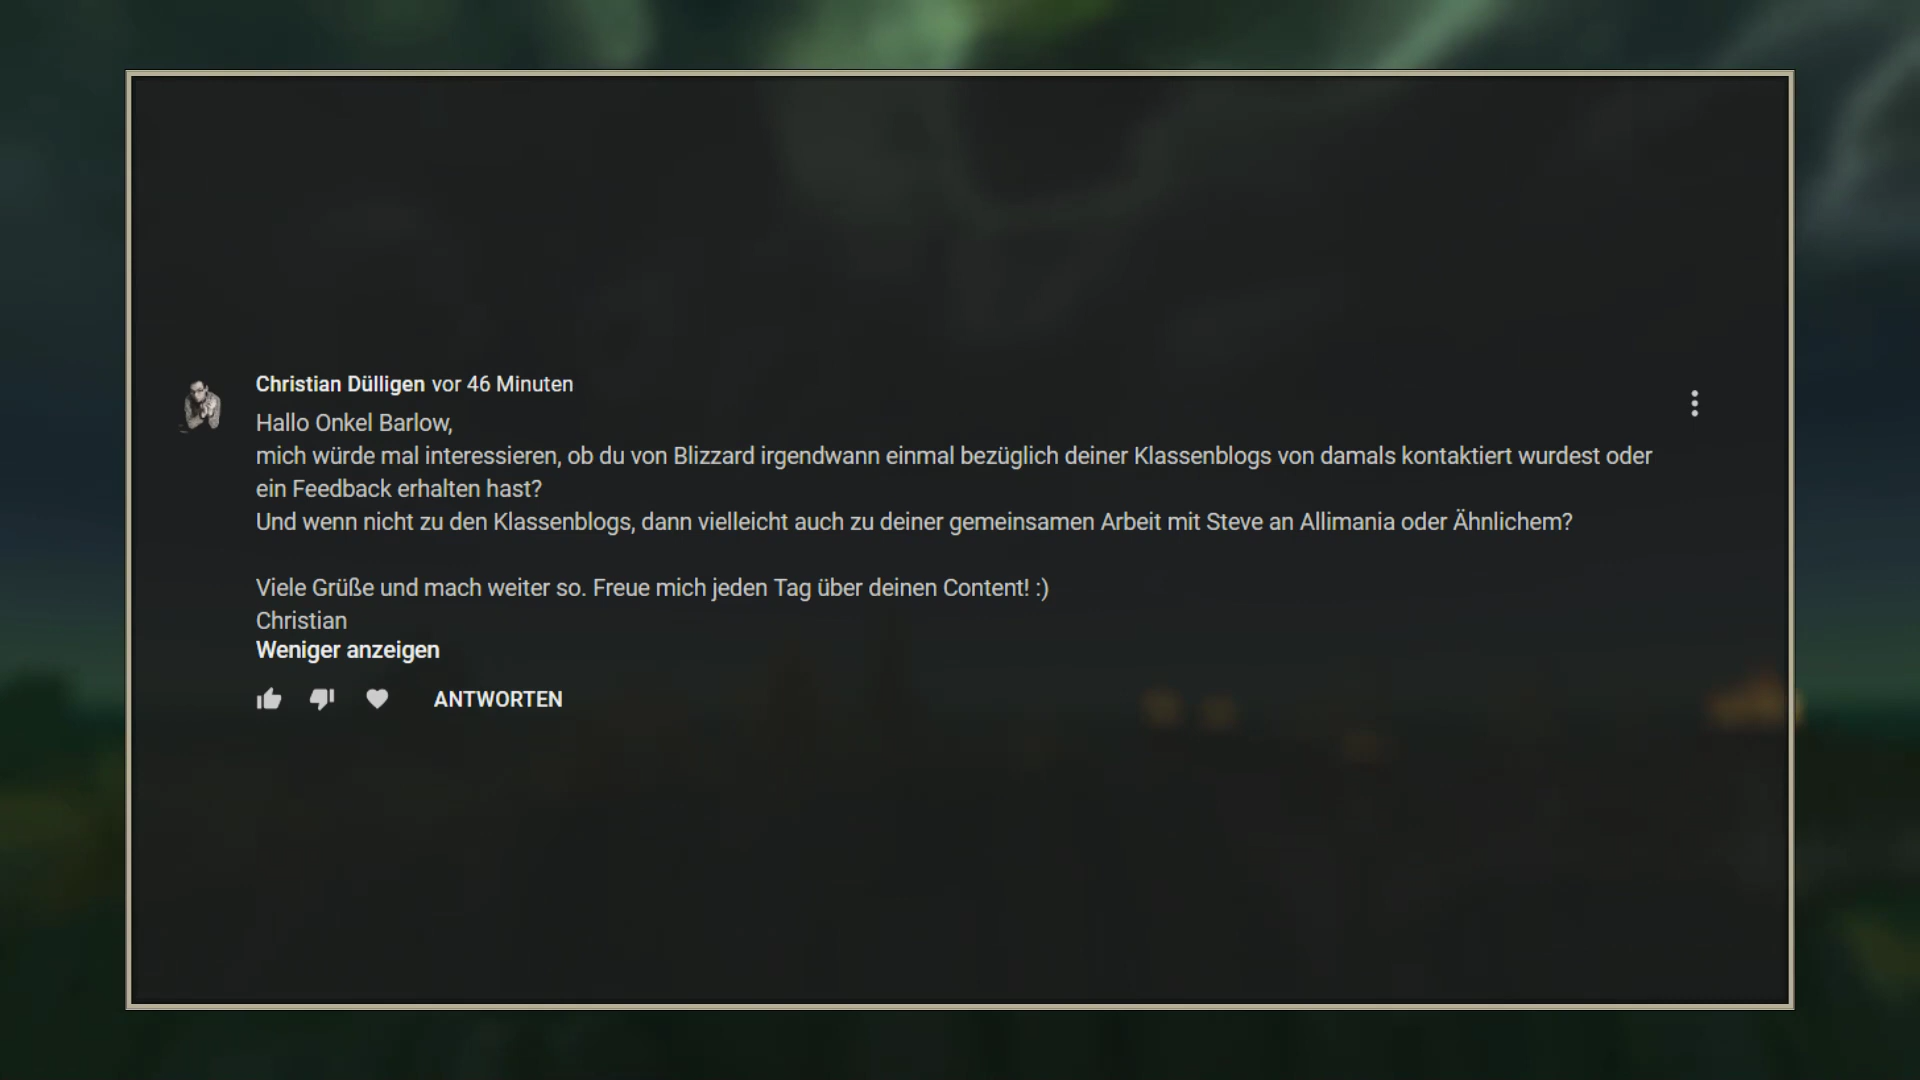 Christian Dülligen vor 46 Minuten
Hallo Onkel Barlow,
mich würde mal interessieren, ob du von Blizzard irgendwann einmal bezüglich deiner Klassenblogs von damals kontaktiert wurdest oder
ein Feedback erhalten hast?
Und wenn nicht zu den Klassenblogs, dann vielleicht auch zu deiner gemeinsamen Arbeit mit Steve an Allimania oder Ähnlichem?
Viele Grüße und mach weiter so. Freue mich jeden Tag über deinen Content! :)
Christian
Weniger anzeigen
ANTWORTEN